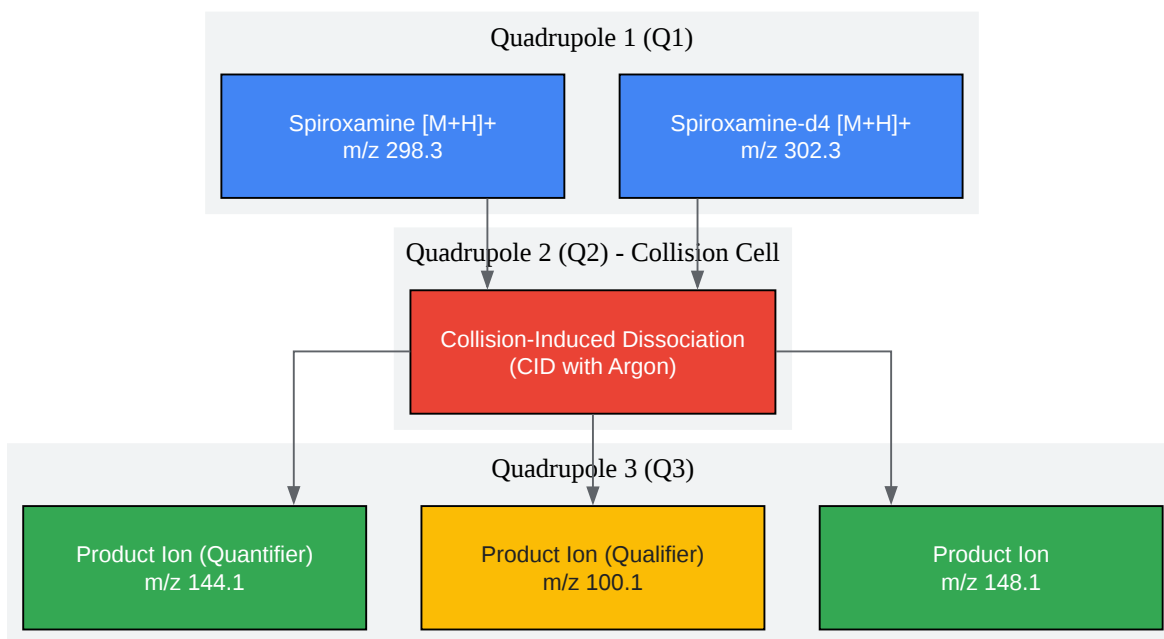 Quadrupole 1 (Q1)
Spiroxamine [M+H]+
m/z 298.3
Spiroxamine-d4 [M+H]+
m/z 302.3
Quadrupole 2 (Q2) - Collision Cell
Collision-Induced Dissociation
(CID with Argon)
Quadrupole 3 (Q3)
Product Ion (Quantifier)
m/z 144.1
Product Ion (Qualifier)
m/z 100.1
Product Ion
m/z 148.1